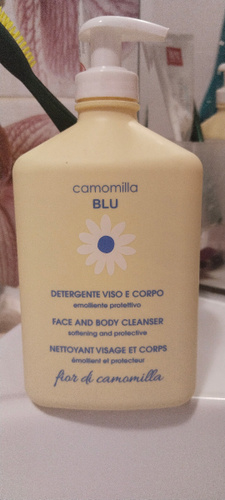 camomilla
BLU
DETERGENTE VISO E CORPO
emolliente protettivo
FACE AND BODY CLEANSER
softening and protective
NETTOYANT VISAGE ET CORPS
émollient et protecteur
fior di camomilla